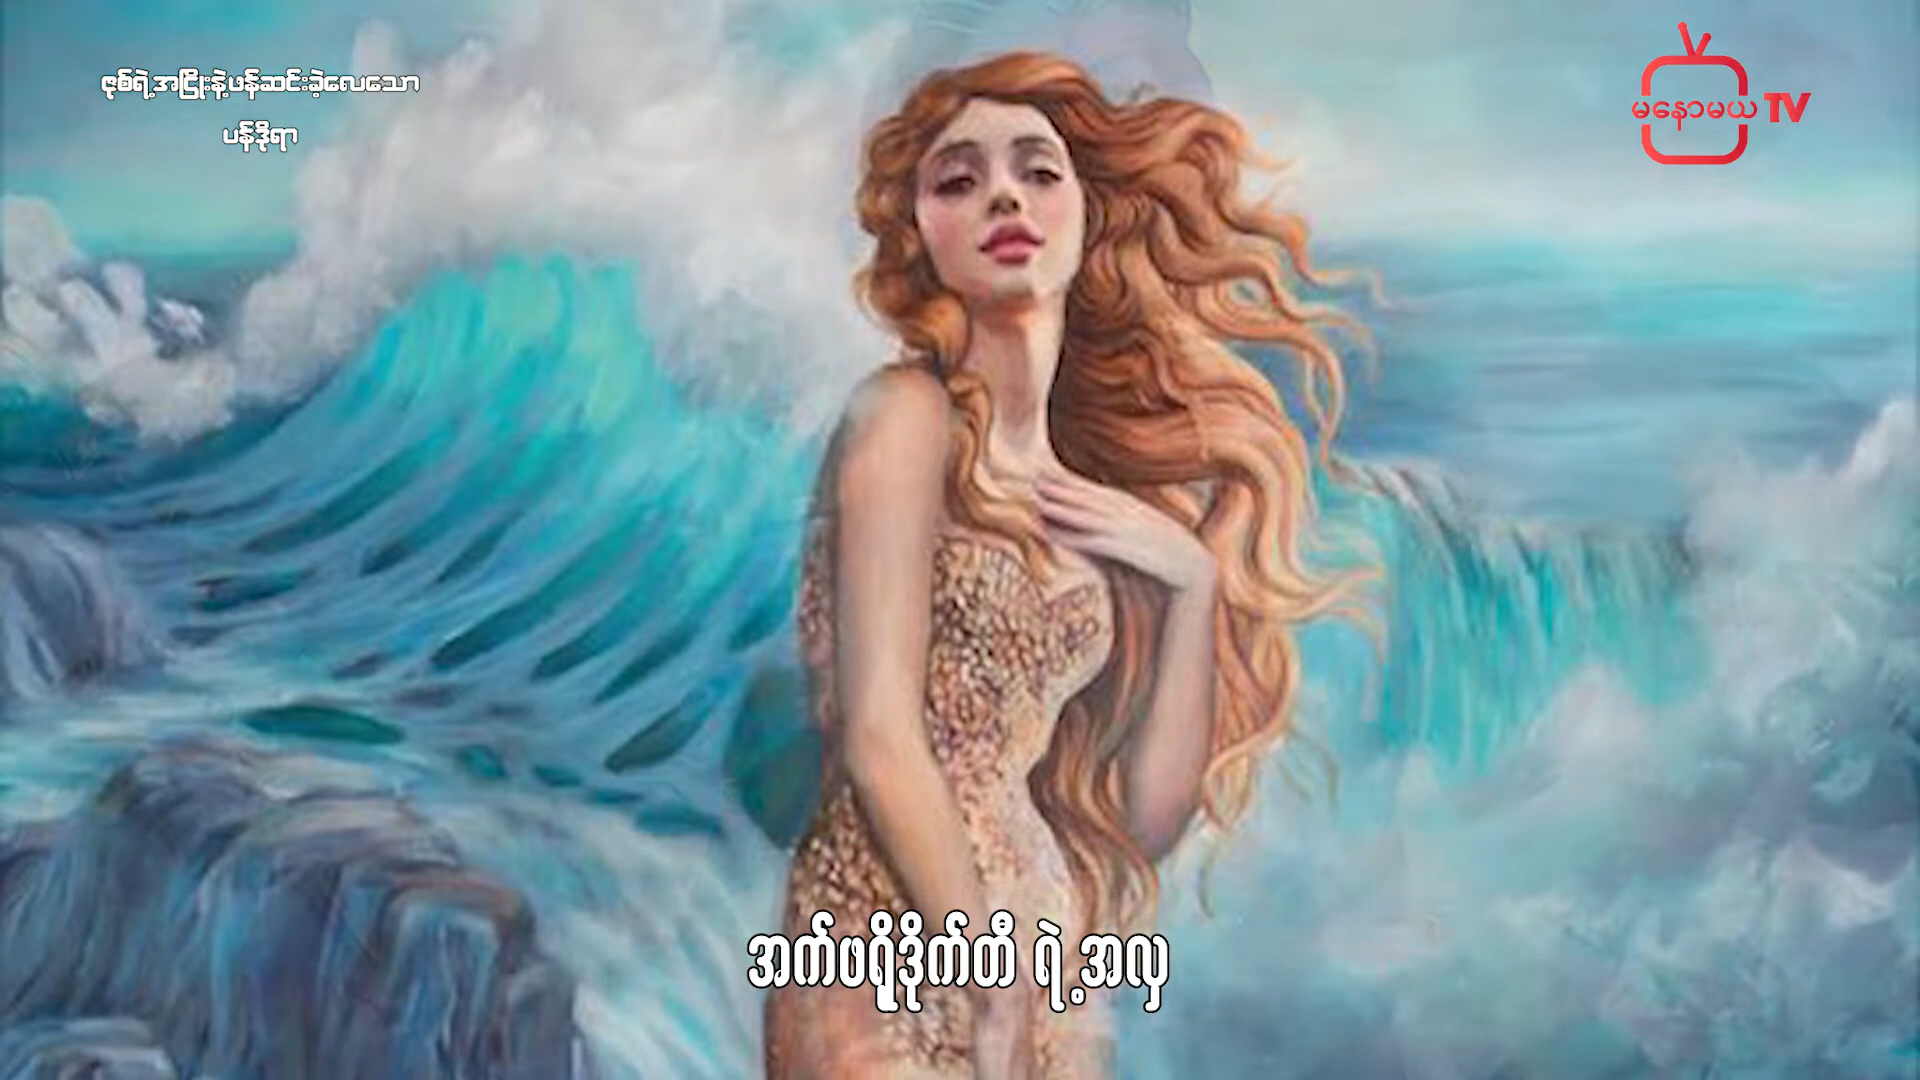 ဇုစ်ရဲ့အငြိုးနဲ့ဖန်ဆင်းခဲ့လေသော
ပန်ဒိုရာ
မနောမယ TV
အက်ဖရိုဒိုက်တီ ရဲ့အလှ